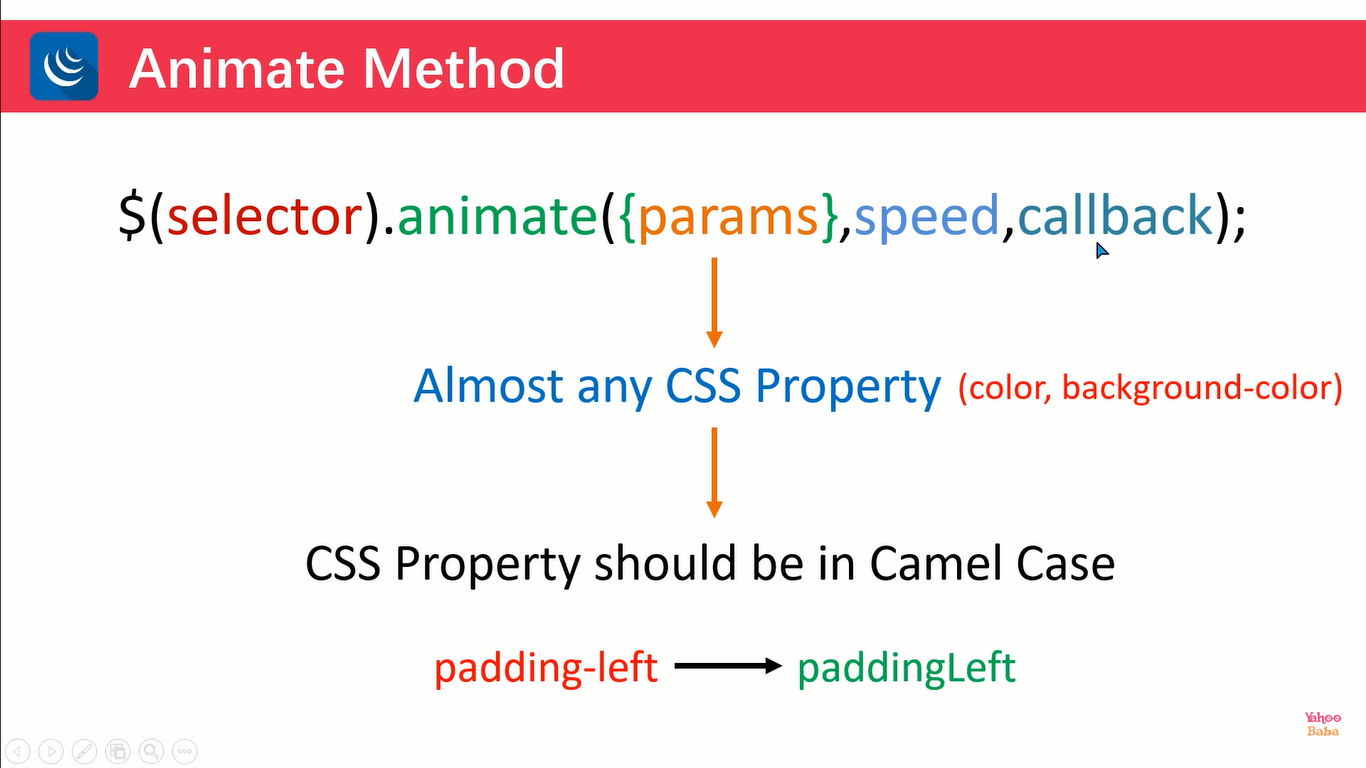 Animate Method
$(selector).animate({params},speed,callback);
Almost any CSS Property (color, background-color)
CSS Property should be in Camel Case
padding-left paddingLeft
Yahoo
Baba